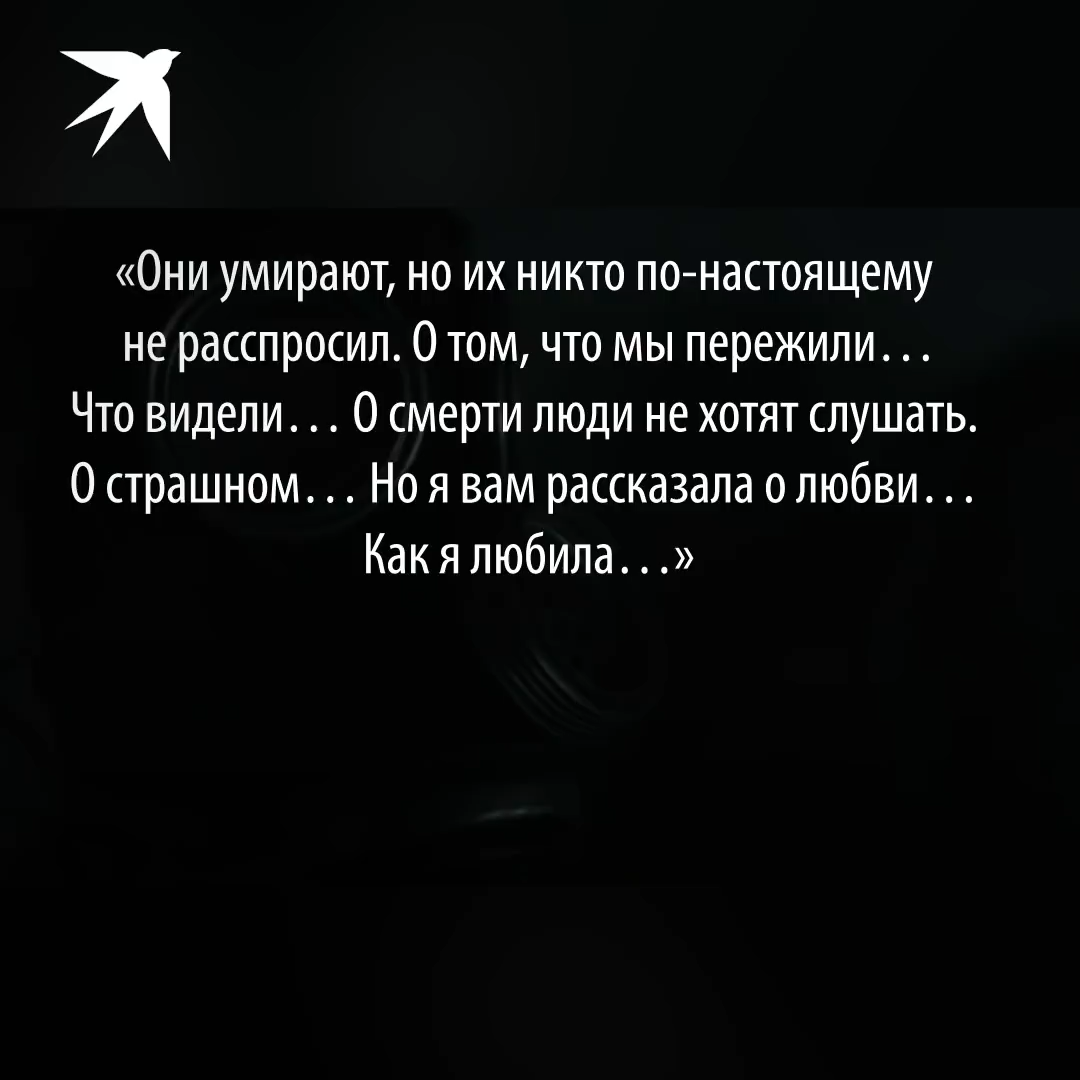 «Они умирают, но их никто по-настоящему
не расспросил. О том, что мы пережили...
Что видели... О смерти люди не хотят слушать.
О страшном... Но я вам рассказала о любви...
Как я любила...»